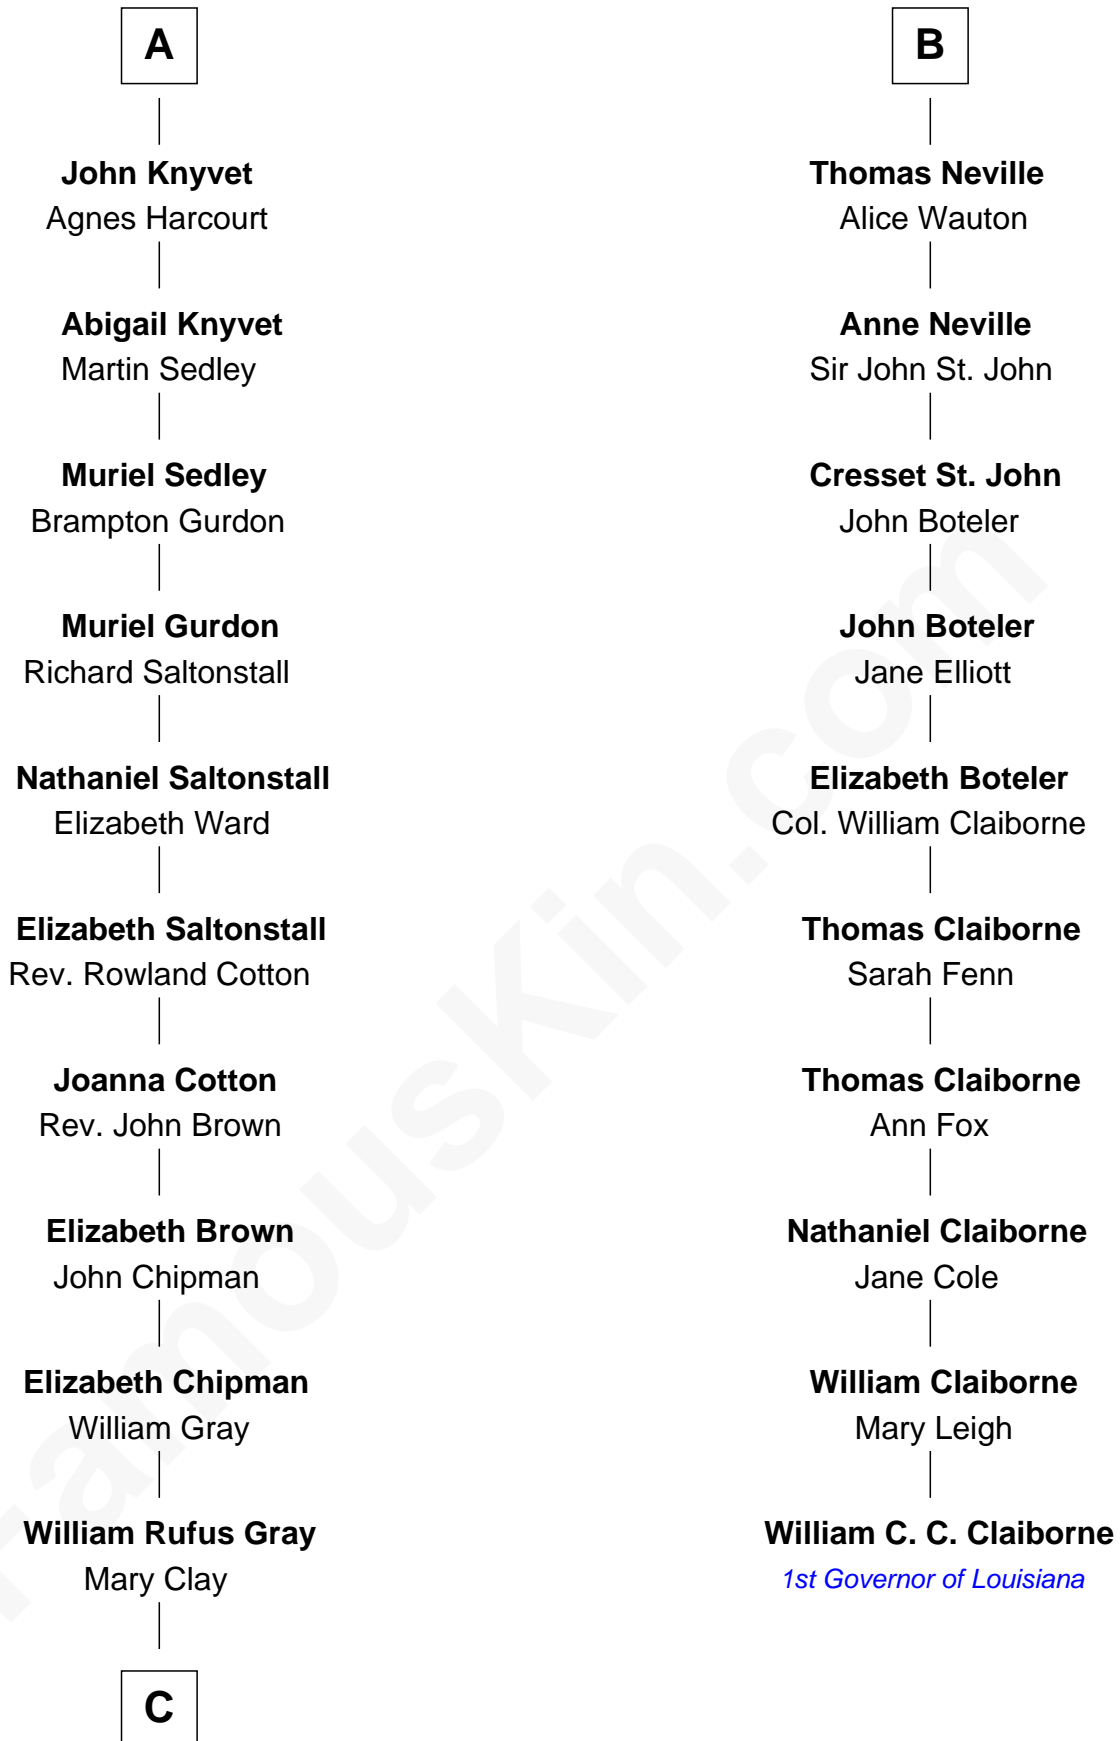 A
John Knyvet
Agnes Harcourt
Abigail Knyvet
Martin Sedley
Muriel Sedley
Brampton Gurdon
Muriel Gurdon
Richard Saltonstall
Nathaniel Saltonstall
Elizabeth Ward
Elizabeth Saltonstall
Rev. Rowland Cotton
Joanna Cotton
Rev. John Brown
Elizabeth Brown
John Chipman
Elizabeth Chipman
William Gray
William Rufus Gray
Mary Clay
C
B
Thomas Neville
Alice Wauton
Anne Neville
Sir John St. John
Cresset St. John
John Boteler
John Boteler
Jane Elliott
Elizabeth Boteler
Col. William Claiborne
Thomas Claiborne
Sarah Fenn
Thomas Claiborne
Ann Fox
Nathaniel Claiborne
Jane Cole
William Claiborne
Mary Leigh
William C. C. Claiborne
1st Governor of Louisiana
FamousKin.com